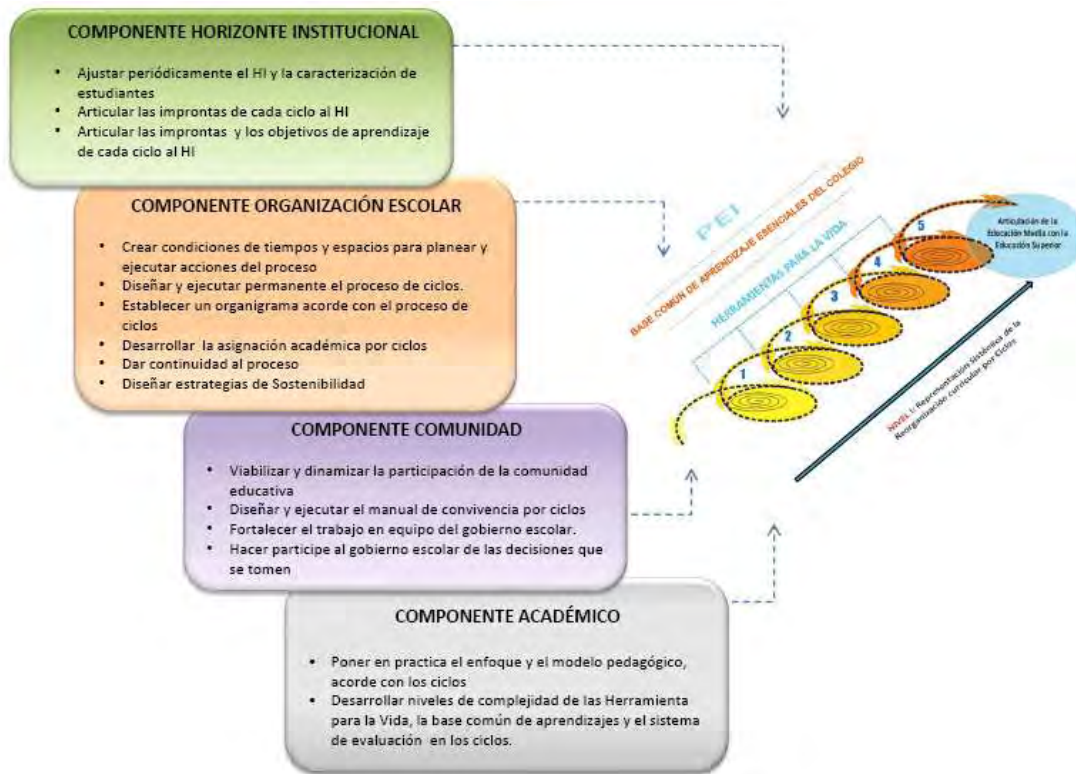 COMPONENTE HORIZONTE INSTITUCIONAL
• Ajustar periódicamente el HI y la caracterización de
estudiantes
• Articular las improntas de cada ciclo al HI
• Articular las improntas y los objetivos de aprendizaje
de cada ciclo al HI
COMPONENTE ORGANIZACIÓN ESCOLAR
• Crear condiciones de tiempos y espacios para planear y
ejecutar acciones del proceso
• Diseñar y ejecutar permanente el proceso de ciclos.
• Establecer un organigrama acorde con el proceso de
ciclos
• Desarrollar la asignación académica por ciclos
• Dar continuidad al proceso
• Diseñar estrategias de Sostenibilidad
COMPONENTE COMUNIDAD
• Viabilizar y dinamizar la participación de la comunidad
educativa
• Diseñar y ejecutar el manual de convivencia por ciclos
• Fortalecer el trabajo en equipo del gobierno escolar.
• Hacer participe al gobierno escolar de las decisiones que
se tomen
COMPONENTE ACADÉMICO
• Poner en practica el enfoque y el modelo pedagógico,
acorde con los ciclos
• Desarrollar niveles de complejidad de las Herramienta
para la Vida, la base común de aprendizajes y el sistema
de evaluación en los ciclos.
PEI
BASE COMÚN DE APRENDIZAJE ESENCIALES DEL COLEGIO
HERRAMIENTAS PARA LA VIDA
1
2
3
4
5
Articulación de la
Educación Media con la
Educación Superior
NIVEL I: Representación Sistémica de la
Reorganización curricular por Ciclos